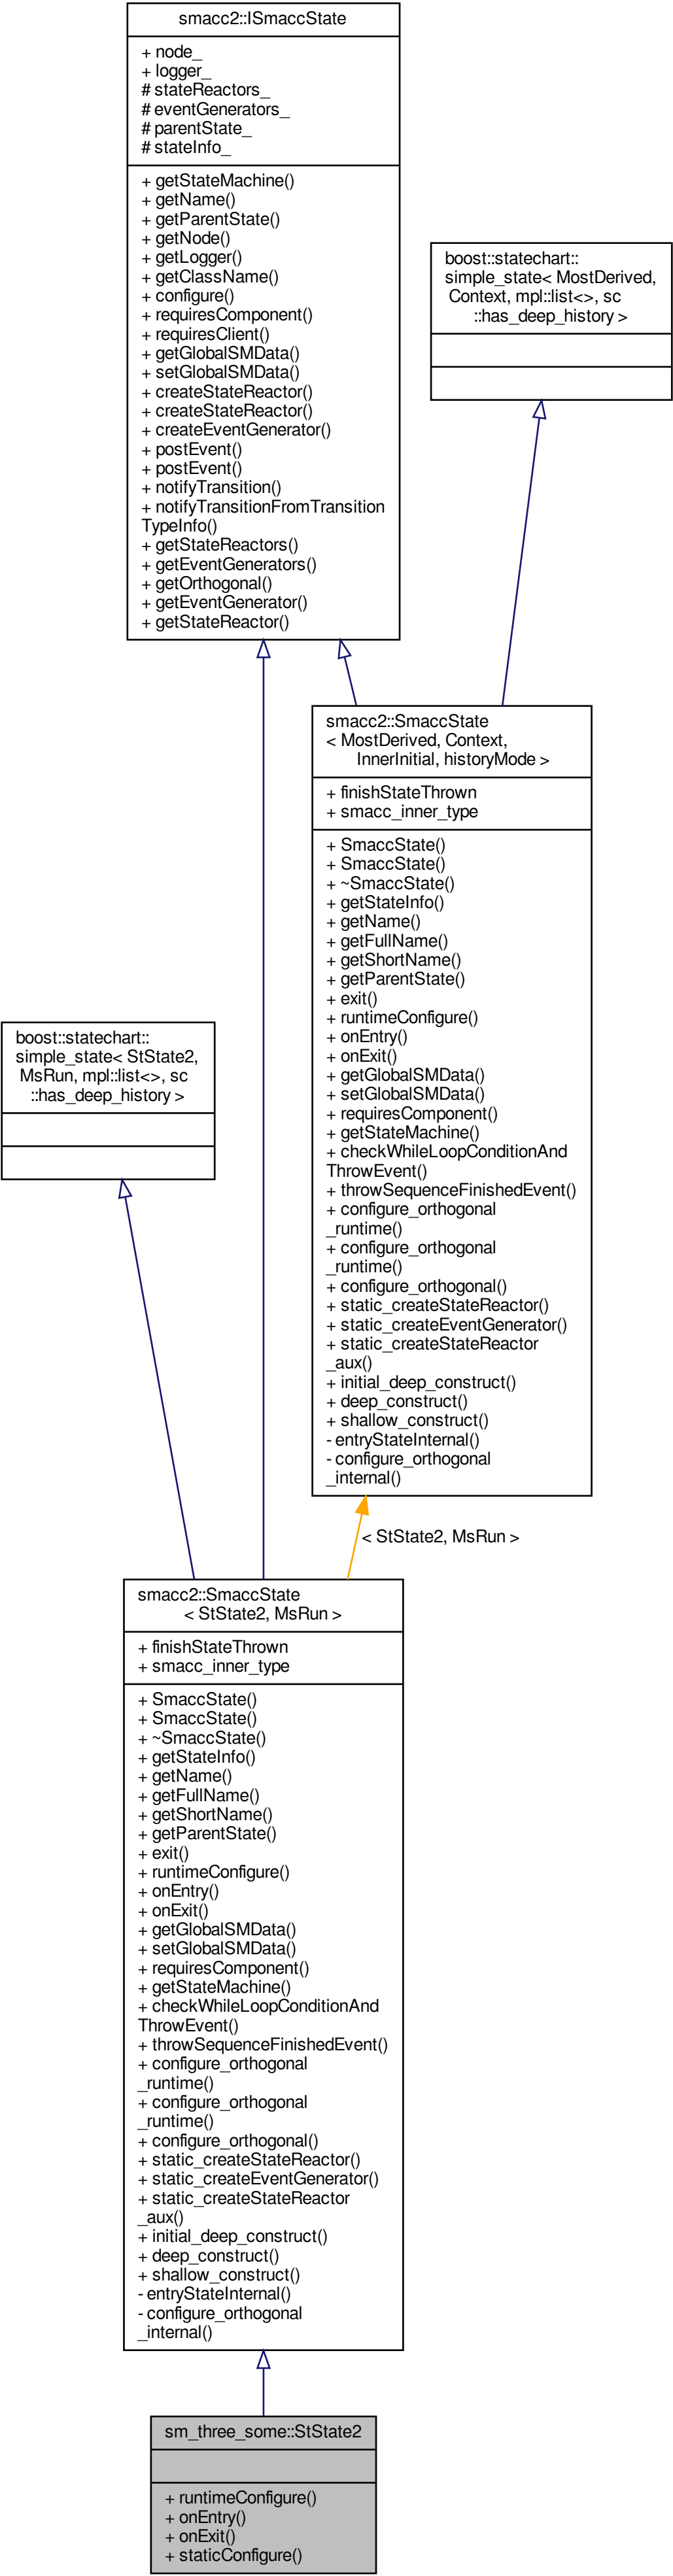 smacc2::ISmaccState
+ node_
+ logger_
# stateReactors_
# eventGenerators_
# parentState_
# stateInfo_
+ getStateMachine()
+ getName()
+ getParentState()
+ getNode()
+ getLogger()
+ getClassName()
+ configure()
+ requiresComponent()
+ requiresClient()
+ getGlobalSMData()
+ setGlobalSMData()
+ createStateReactor()
+ createStateReactor()
+ createEventGenerator()
+ postEvent()
+ postEvent()
+ notifyTransition()
+ notifyTransitionFromTransition
TypeInfo()
+ getStateReactors()
+ getEventGenerators()
+ getOrthogonal()
+ getEventGenerator()
+ getStateReactor()
boost::statechart::
simple_state< MostDerived,
Context, mpl::list<>, sc
::has_deep_history >
smacc2::SmaccState
< MostDerived, Context,
InnerInitial, historyMode >
+ finishStateThrown
+ smacc_inner_type
+ SmaccState()
+ SmaccState()
+ ~SmaccState()
+ getStateInfo()
+ getName()
+ getFullName()
+ getShortName()
+ getParentState()
+ exit()
+ runtimeConfigure()
+ onEntry()
+ onExit()
+ getGlobalSMData()
+ setGlobalSMData()
+ requiresComponent()
+ getStateMachine()
+ checkWhileLoopConditionAnd
ThrowEvent()
+ throwSequenceFinishedEvent()
+ configure_orthogonal
_runtime()
+ configure_orthogonal
_runtime()
+ configure_orthogonal()
+ static_createStateReactor()
+ static_createEventGenerator()
+ static_createStateReactor
_aux()
+ initial_deep_construct()
+ deep_construct()
+ shallow_construct()
- entryStateInternal()
- configure_orthogonal
_internal()
boost::statechart::
simple_state< StState2,
MsRun, mpl::list<>, sc
::has_deep_history >
< StState2, MsRun >
smacc2::SmaccState
< StState2, MsRun >
+ finishStateThrown
+ smacc_inner_type
+ SmaccState()
+ SmaccState()
+ ~SmaccState()
+ getStateInfo()
+ getName()
+ getFullName()
+ getShortName()
+ getParentState()
+ exit()
+ runtimeConfigure()
+ onEntry()
+ onExit()
+ getGlobalSMData()
+ setGlobalSMData()
+ requiresComponent()
+ getStateMachine()
+ checkWhileLoopConditionAnd
ThrowEvent()
+ throwSequenceFinishedEvent()
+ configure_orthogonal
_runtime()
+ configure_orthogonal
_runtime()
+ configure_orthogonal()
+ static_createStateReactor()
+ static_createEventGenerator()
+ static_createStateReactor
_aux()
+ initial_deep_construct()
+ deep_construct()
+ shallow_construct()
- entryStateInternal()
- configure_orthogonal
_internal()
sm_three_some::StState2
+ runtimeConfigure()
+ onEntry()
+ onExit()
+ staticConfigure()